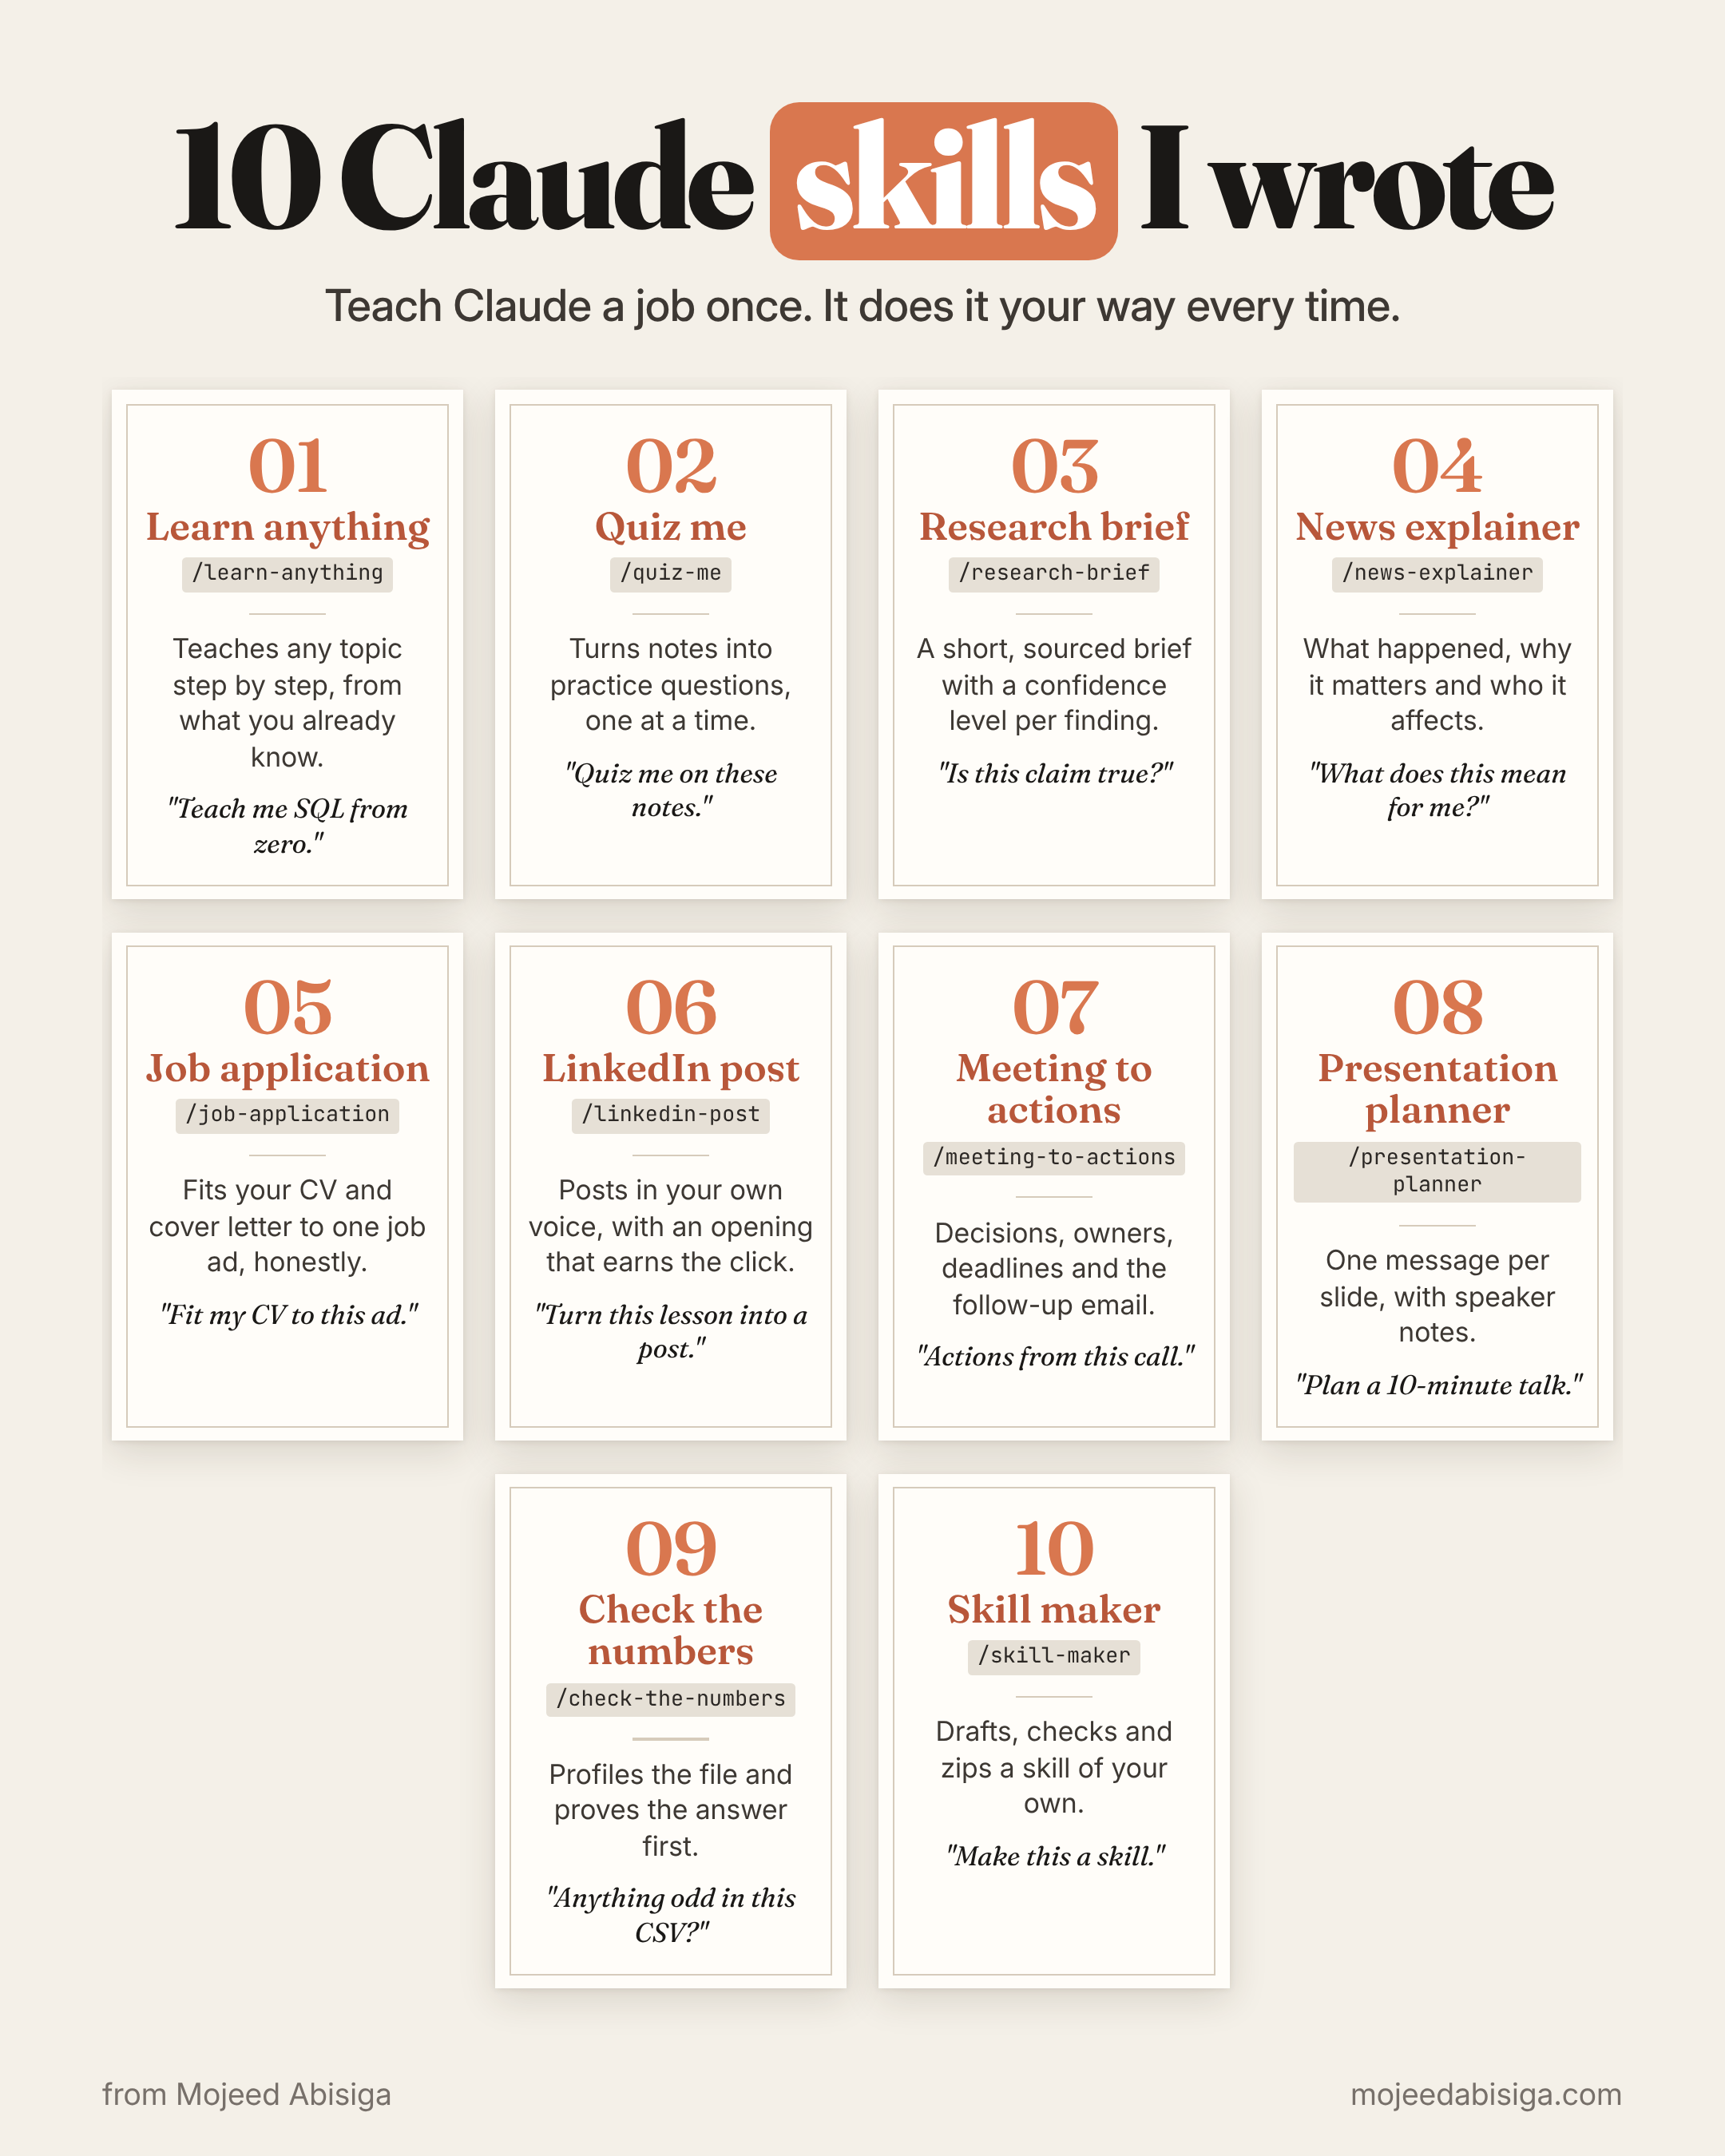 10 Claude skills I wrote
Teach Claude a job once. It does it your way every time.
01
Learn anything
/learn-anything
Teaches any topic
step by step, from
what you already
know.
"Teach me SQL from
zero."
02
Quiz me
/quiz-me
Turns notes into
practice questions,
one at a time.
"Quiz me on these
notes."
03
Research brief
/research-brief
A short, sourced brief
with a confidence
level per finding.
"Is this claim true?"
04
News explainer
/news-explainer
What happened, why
it matters and who it
affects.
"What does this mean
for me?"
05
Job application
/job-application
Fits your CV and
cover letter to one job
ad, honestly.
"Fit my CV to this ad."
06
LinkedIn post
/linkedin-post
Posts in your own
voice, with an opening
that earns the click.
"Turn this lesson into a
post."
07
Meeting to
actions
/meeting-to-actions
Decisions, owners,
deadlines and the
follow-up email.
"Actions from this call."
08
Presentation
planner
/presentation-
planner
One message per
slide, with speaker
notes.
"Plan a 10-minute talk."
09
Check the
numbers
/check-the-numbers
Profiles the file and
proves the answer
first.
"Anything odd in this
CSV?"
10
Skill maker
/skill-maker
Drafts, checks and
zips a skill of your
own.
"Make this a skill."
from Mojeed Abisiga
mojeedabisiga.com